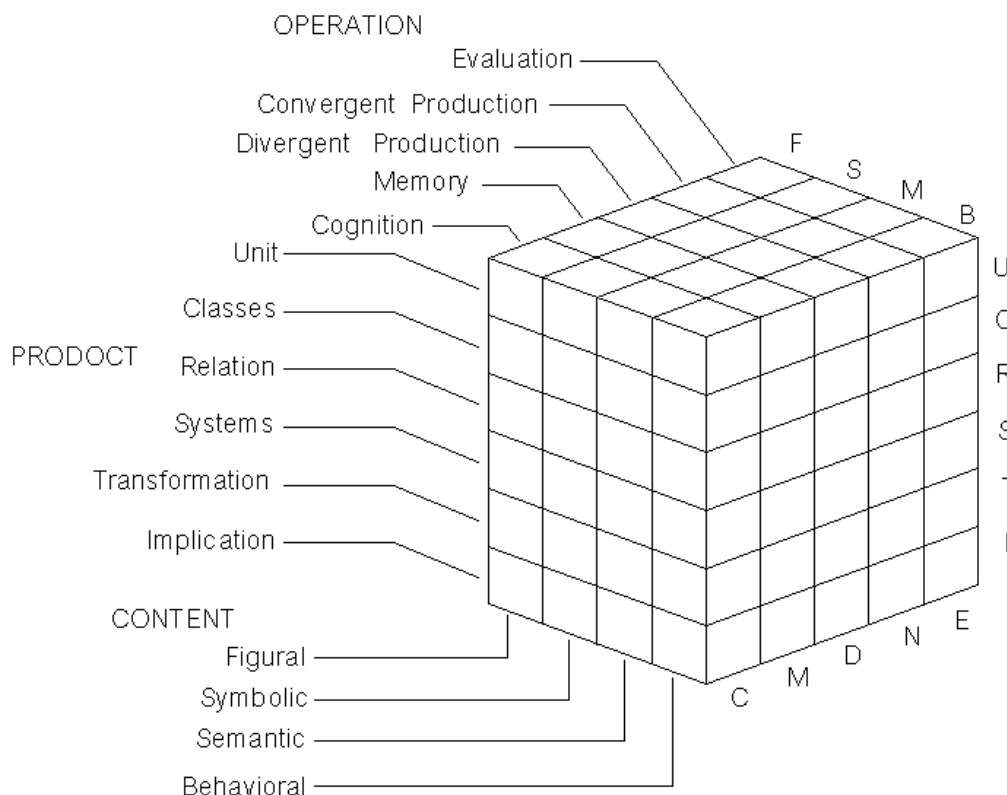 OPERATION
Evaluation
Convergent Production
Divergent Production
Memory
Cognition
Unit
Classes
PRODOCT
Relation
Systems
Transformation
Implication
CONTENT
Figural
Symbolic
Semantic
Behavioral
F
S
M
B
U
R
S
C
M
D
N
E